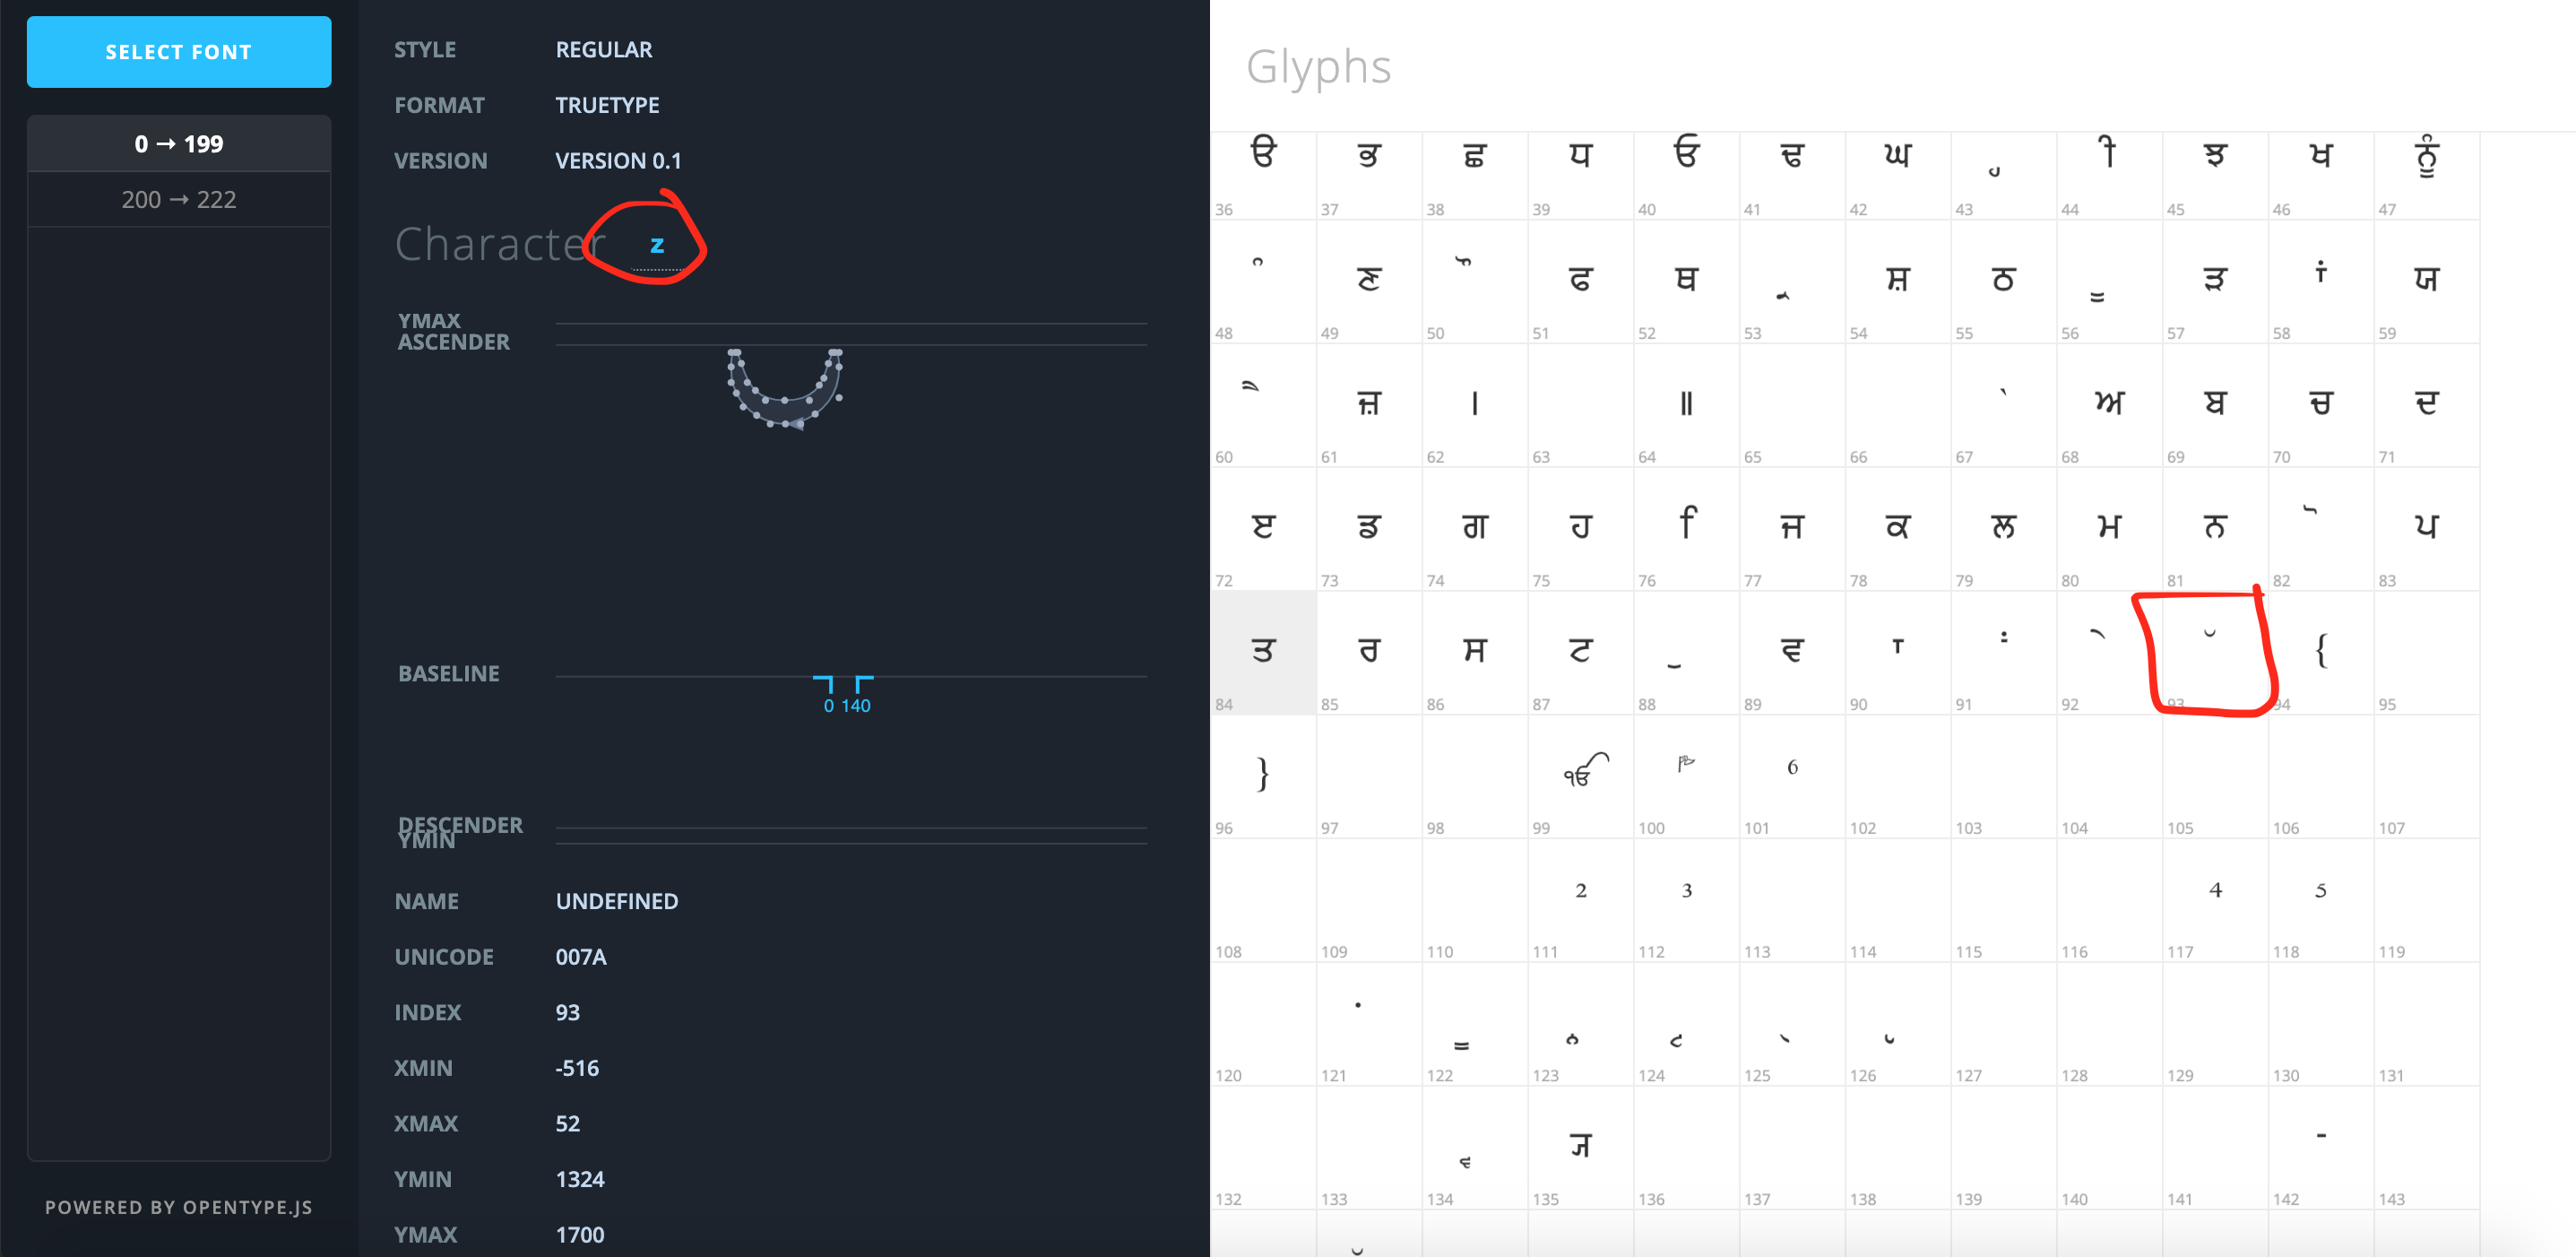 SELECT FONT
0 → 199
200 → 222
POWERED BY OPENTYPE.JS
STYLE REGULAR
FORMAT TRUETYPE
VERSION VERSION 0.1
Character z
YMAX
ASCENDER
BASELINE
0 140
DESCENDER
YMIN
NAME UNDEFINED
UNICODE 007A
INDEX 93
XMIN -516
XMAX 52
YMIN 1324
YMAX 1700
Glyphs
ੳ ਭ ਛ ਧ ਓ ਢ ਘ ੀ ਝ ਖ
36 37 38 39 40 41 42 43 44 45 46 47
ਣ ਫ ਥ ਸ਼ ਠ ੜ ਯ
48 49 50 51 52 53 54 55 56 57 58 59
ਜ਼ । ॥ ਅ ਬ ਚ ਦ
60 61 62 63 64 65 66 67 68 69 70 71
ੲ ਡ ਗ ਹ ਿ ਜ ਕ ਲ ਮ ਨ ਪ
72 73 74 75 76 77 78 79 80 81 82 83
ਤ ਰ ਸ ਟ ਵ {
84 85 86 87 88 89 90 91 92 93 94 95
} ੴ 6
96 97 98 99 100 101 102 103 104 105 106 107
2 3 4 5
108 109 110 111 112 113 114 115 116 117 118 119
120 121 122 123 124 125 126 127 128 129 130 131
-
132 133 134 135 136 137 138 139 140 141 142 143